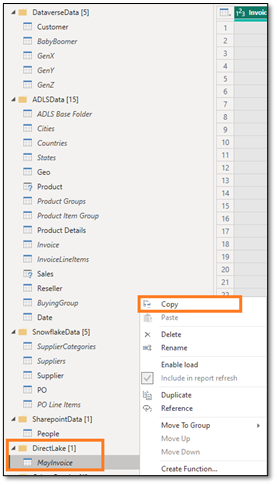 DataverseData [5]
Customer
BabyBoomer
GenX
GenY
GenZ
ADLSData [15]
ADLS Base Folder
Cities
Countries
States
Geo
Product
Product Groups
Product Item Group
Product Details
Invoice
InvoiceLineItems
Sales
Reseller
BuyingGroup
Date
SnowflakeData [5]
SupplierCategories
Suppliers
Supplier
PO
PO Line Items
SharepointData [1]
People
DirectLake [1]
MayInvoice
1 2 3 Invoic
1
2
3
4
5
6
7
8
9
10
11
12
13
14
15
16
17
18
19
20
21
22
Copy
Paste
Delete
Rename
Enable load
Include in report refresh
Duplicate
Reference
Move To Group
Move Up
Move Down
Create Function...